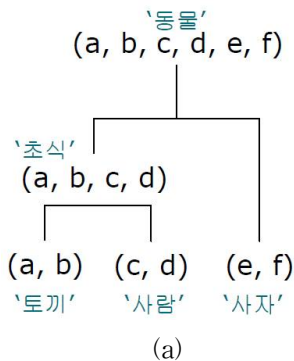 ‘동물’
(a, b, c, d, e, f)
‘초식’
(a, b, c, d)
(a, b) (c, d) (e, f)
‘토끼’ ‘사람’ ‘사자’
(a)